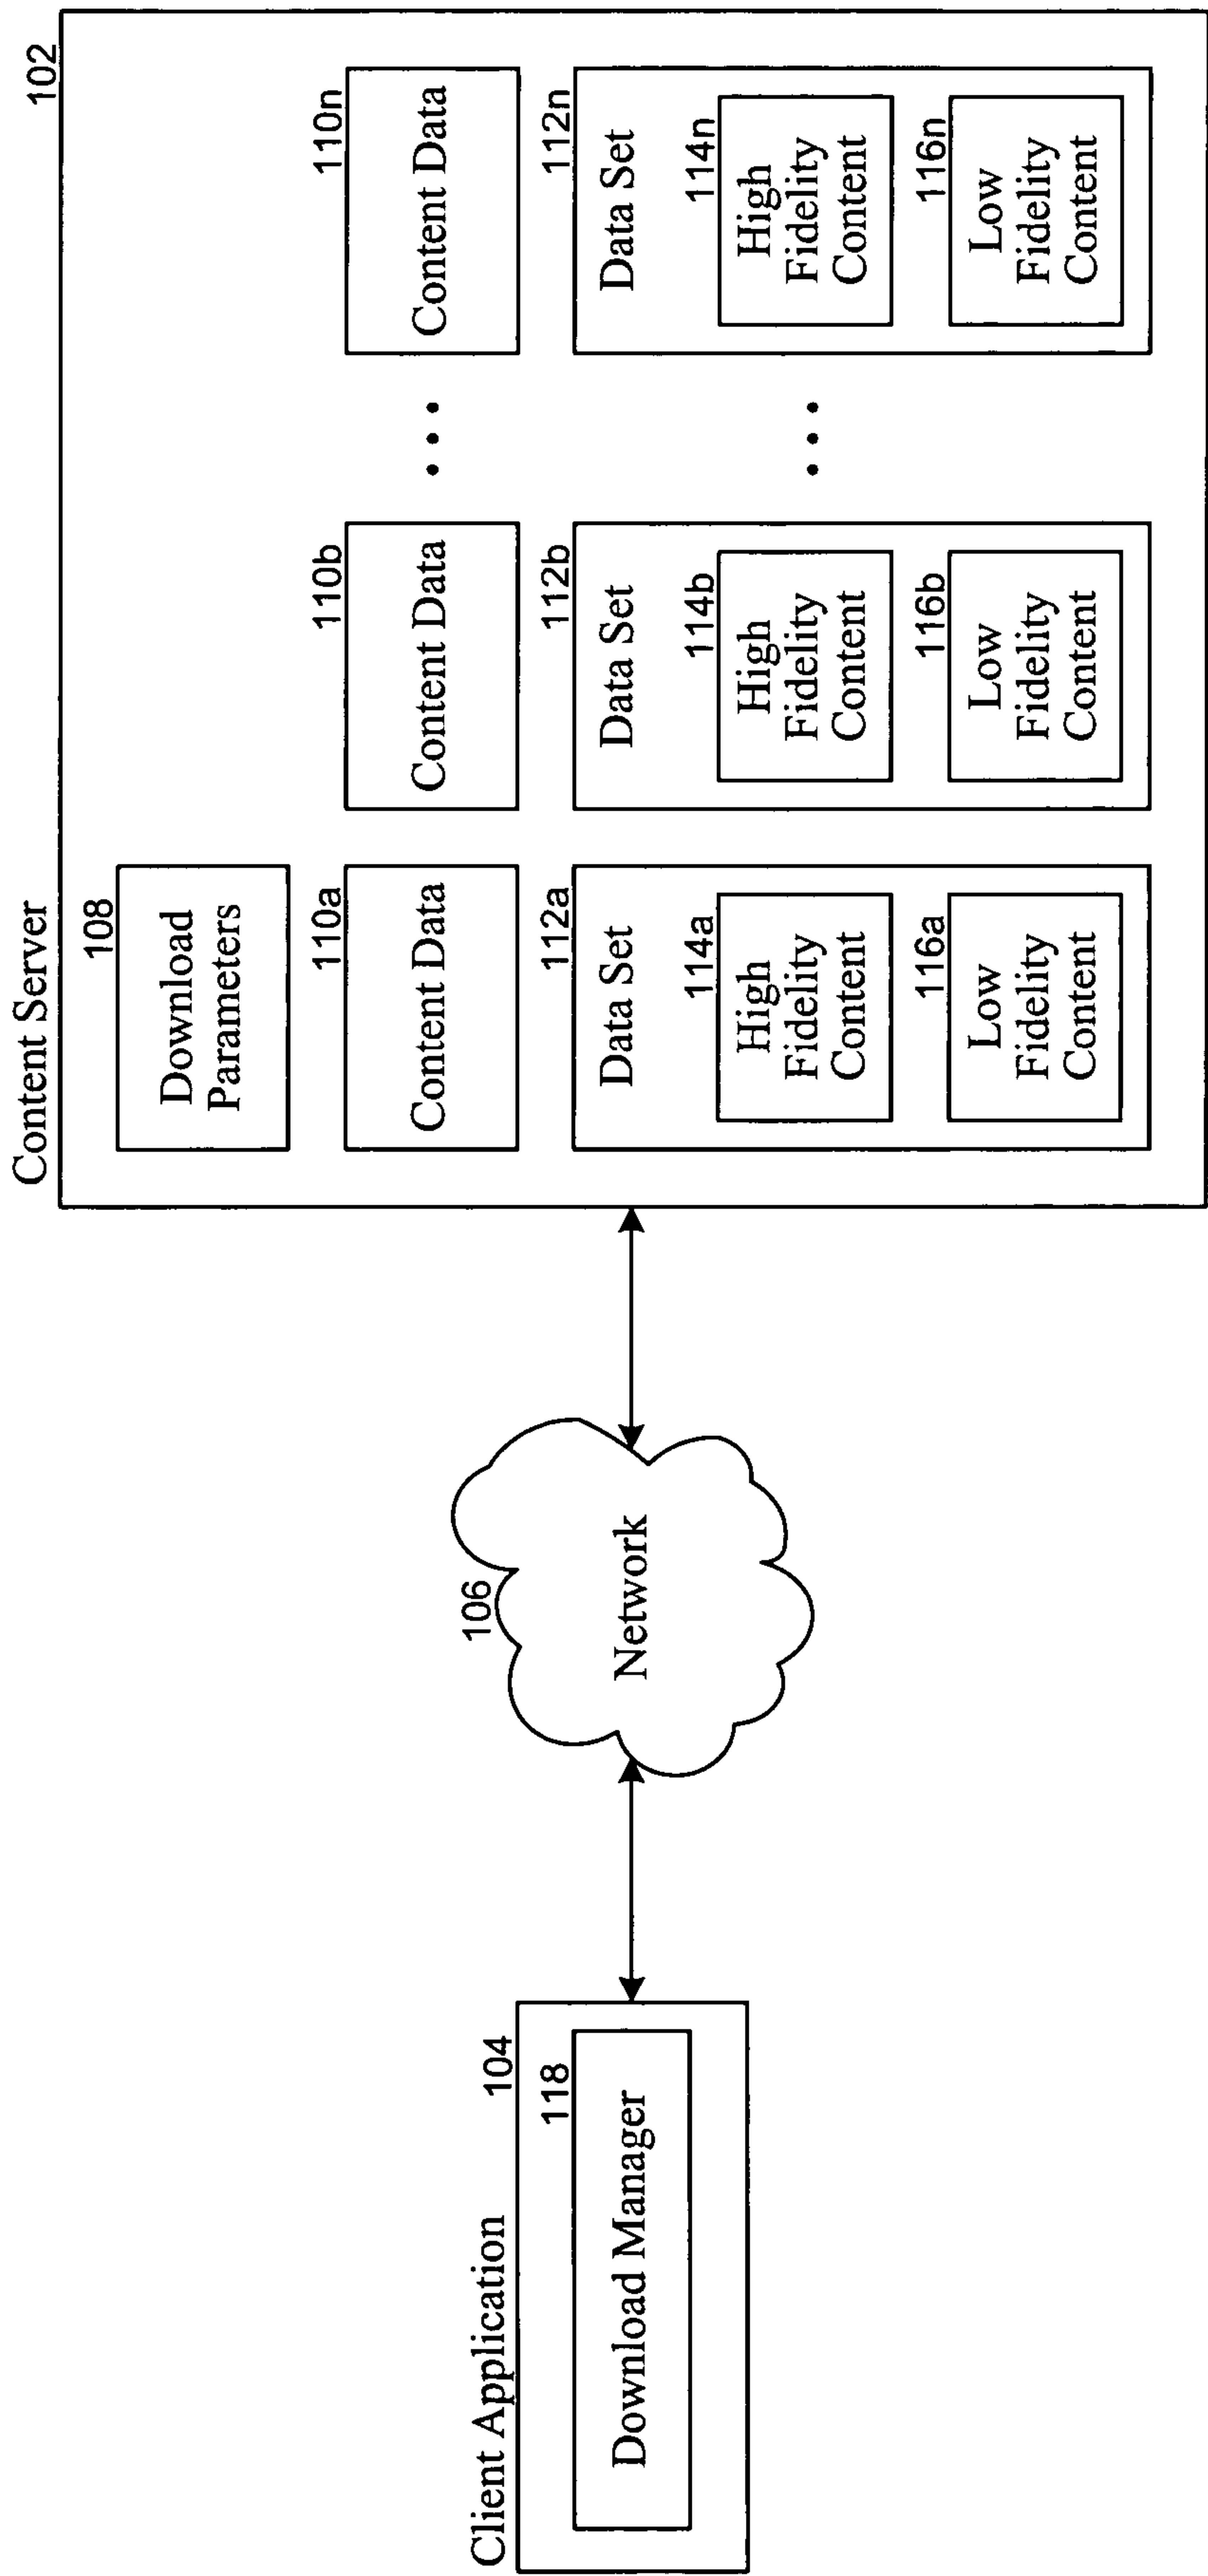 Client Application
104
118
Download Manager
106
Network
Content Server
102
108
Download
Parameters
110a
Content Data
110b
Content Data
110n
Content Data
112a
Data Set
114a
High
Fidelity
Content
116a
Low
Fidelity
Content
112b
Data Set
114b
High
Fidelity
Content
116b
Low
Fidelity
Content
112n
Data Set
114n
High
Fidelity
Content
116n
Low
Fidelity
Content